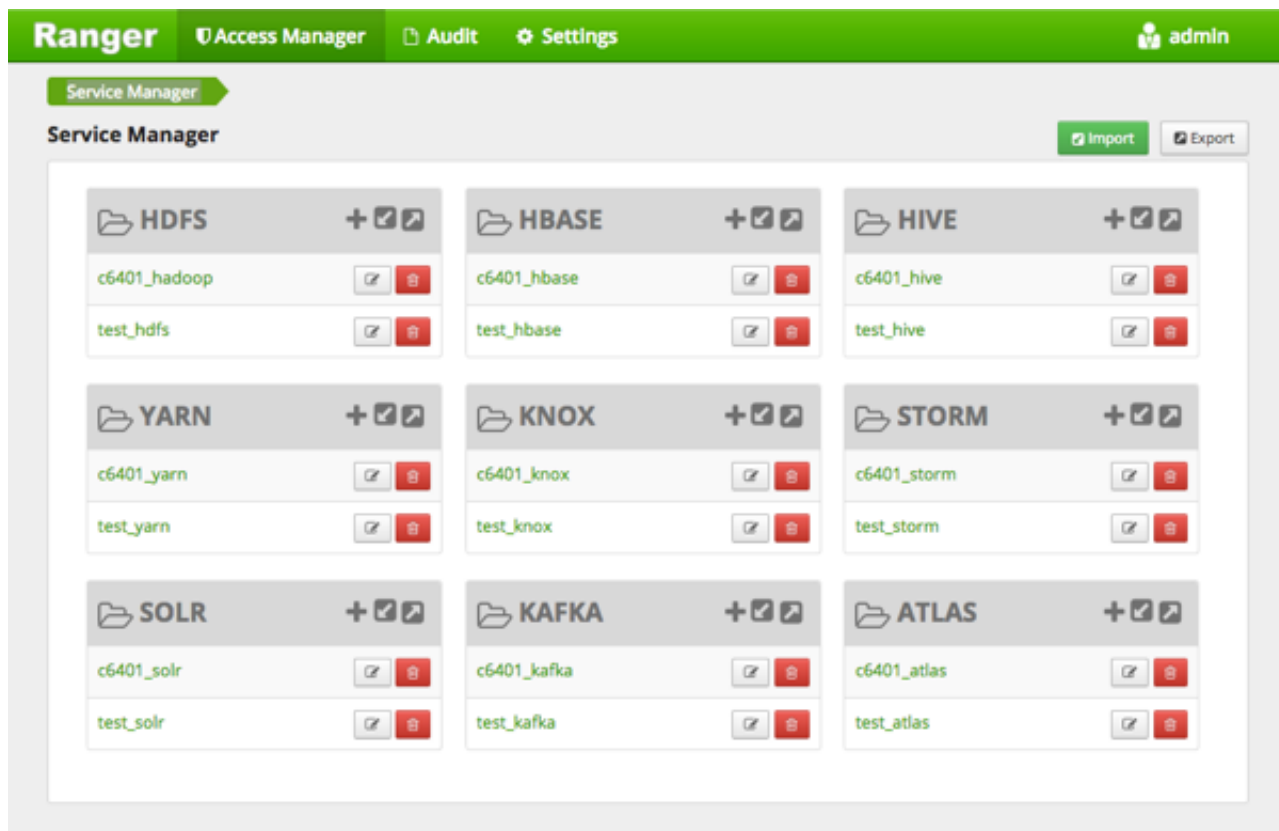 Ranger Access Manager Audit Settings admin
Service Manager
Service Manager
Import Export
HDFS HBASE HIVE
c6401_hadoop c6401_hbase c6401_hive
test_hdfs test_hbase test_hive
YARN KNOX STORM
c6401_yarn c6401_knox c6401_storm
test_yarn test_knox test_storm
SOLR KAFKA ATLAS
c6401_solr c6401_kafka c6401_atlas
test_solr test_kafka test_atlas